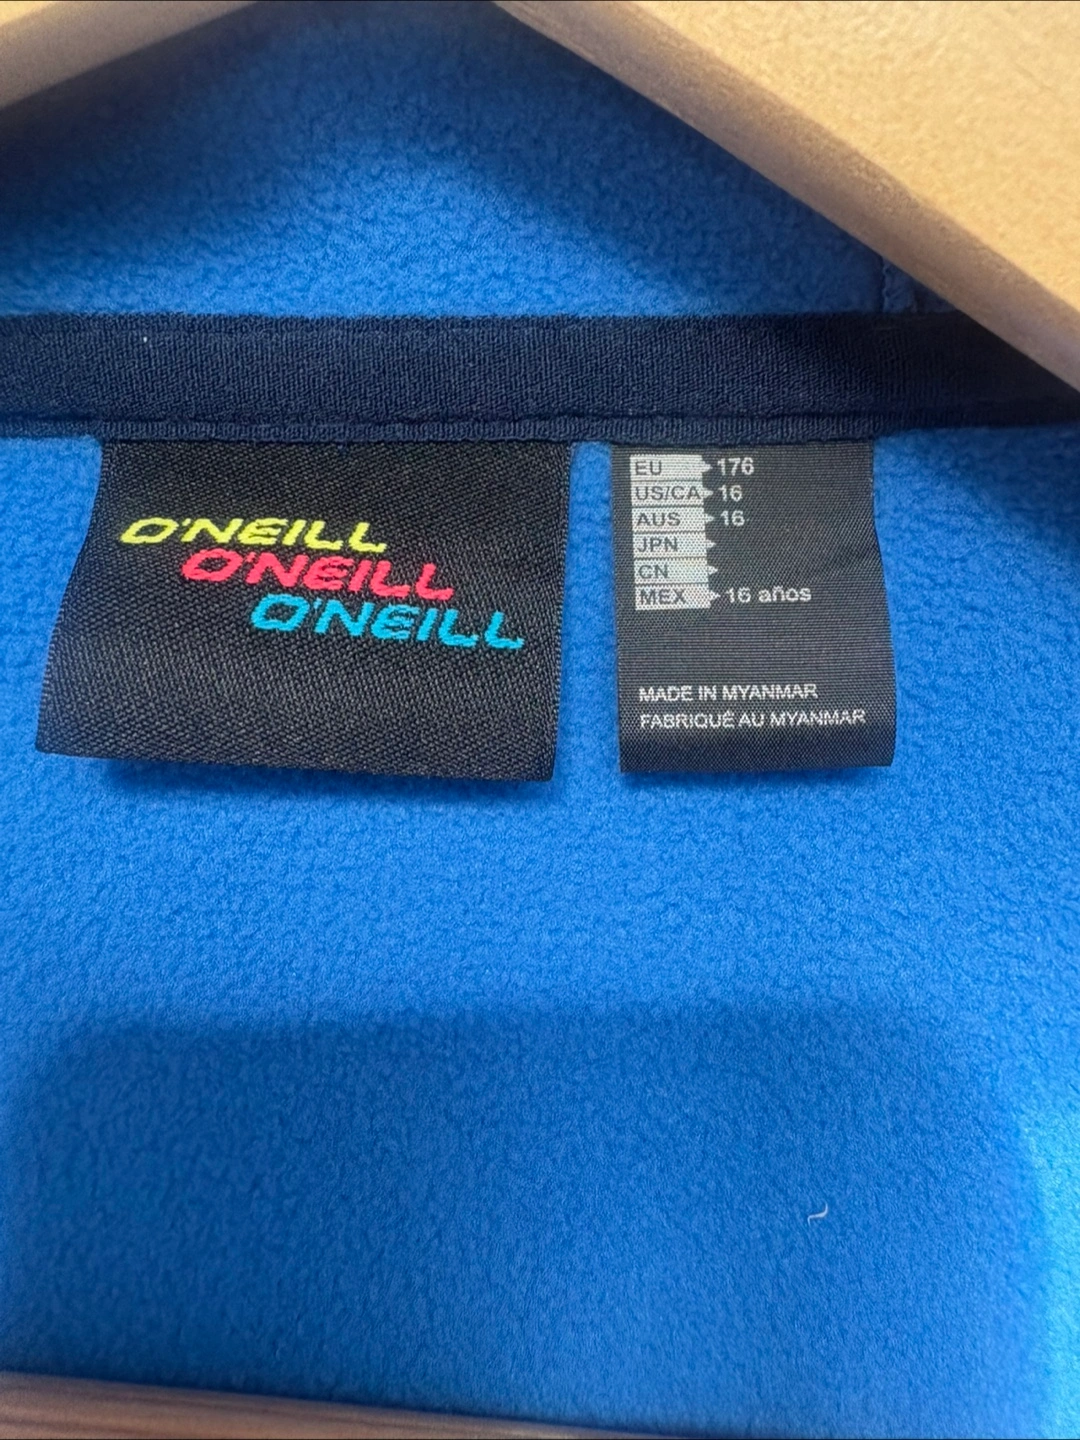 O'NEILL
O'NEILL
O'NEILL
EU 176
US/CA 16
AUS 16
JPN
CN
MEX 16 años
MADE IN MYANMAR
FABRIQUÉ AU MYANMAR